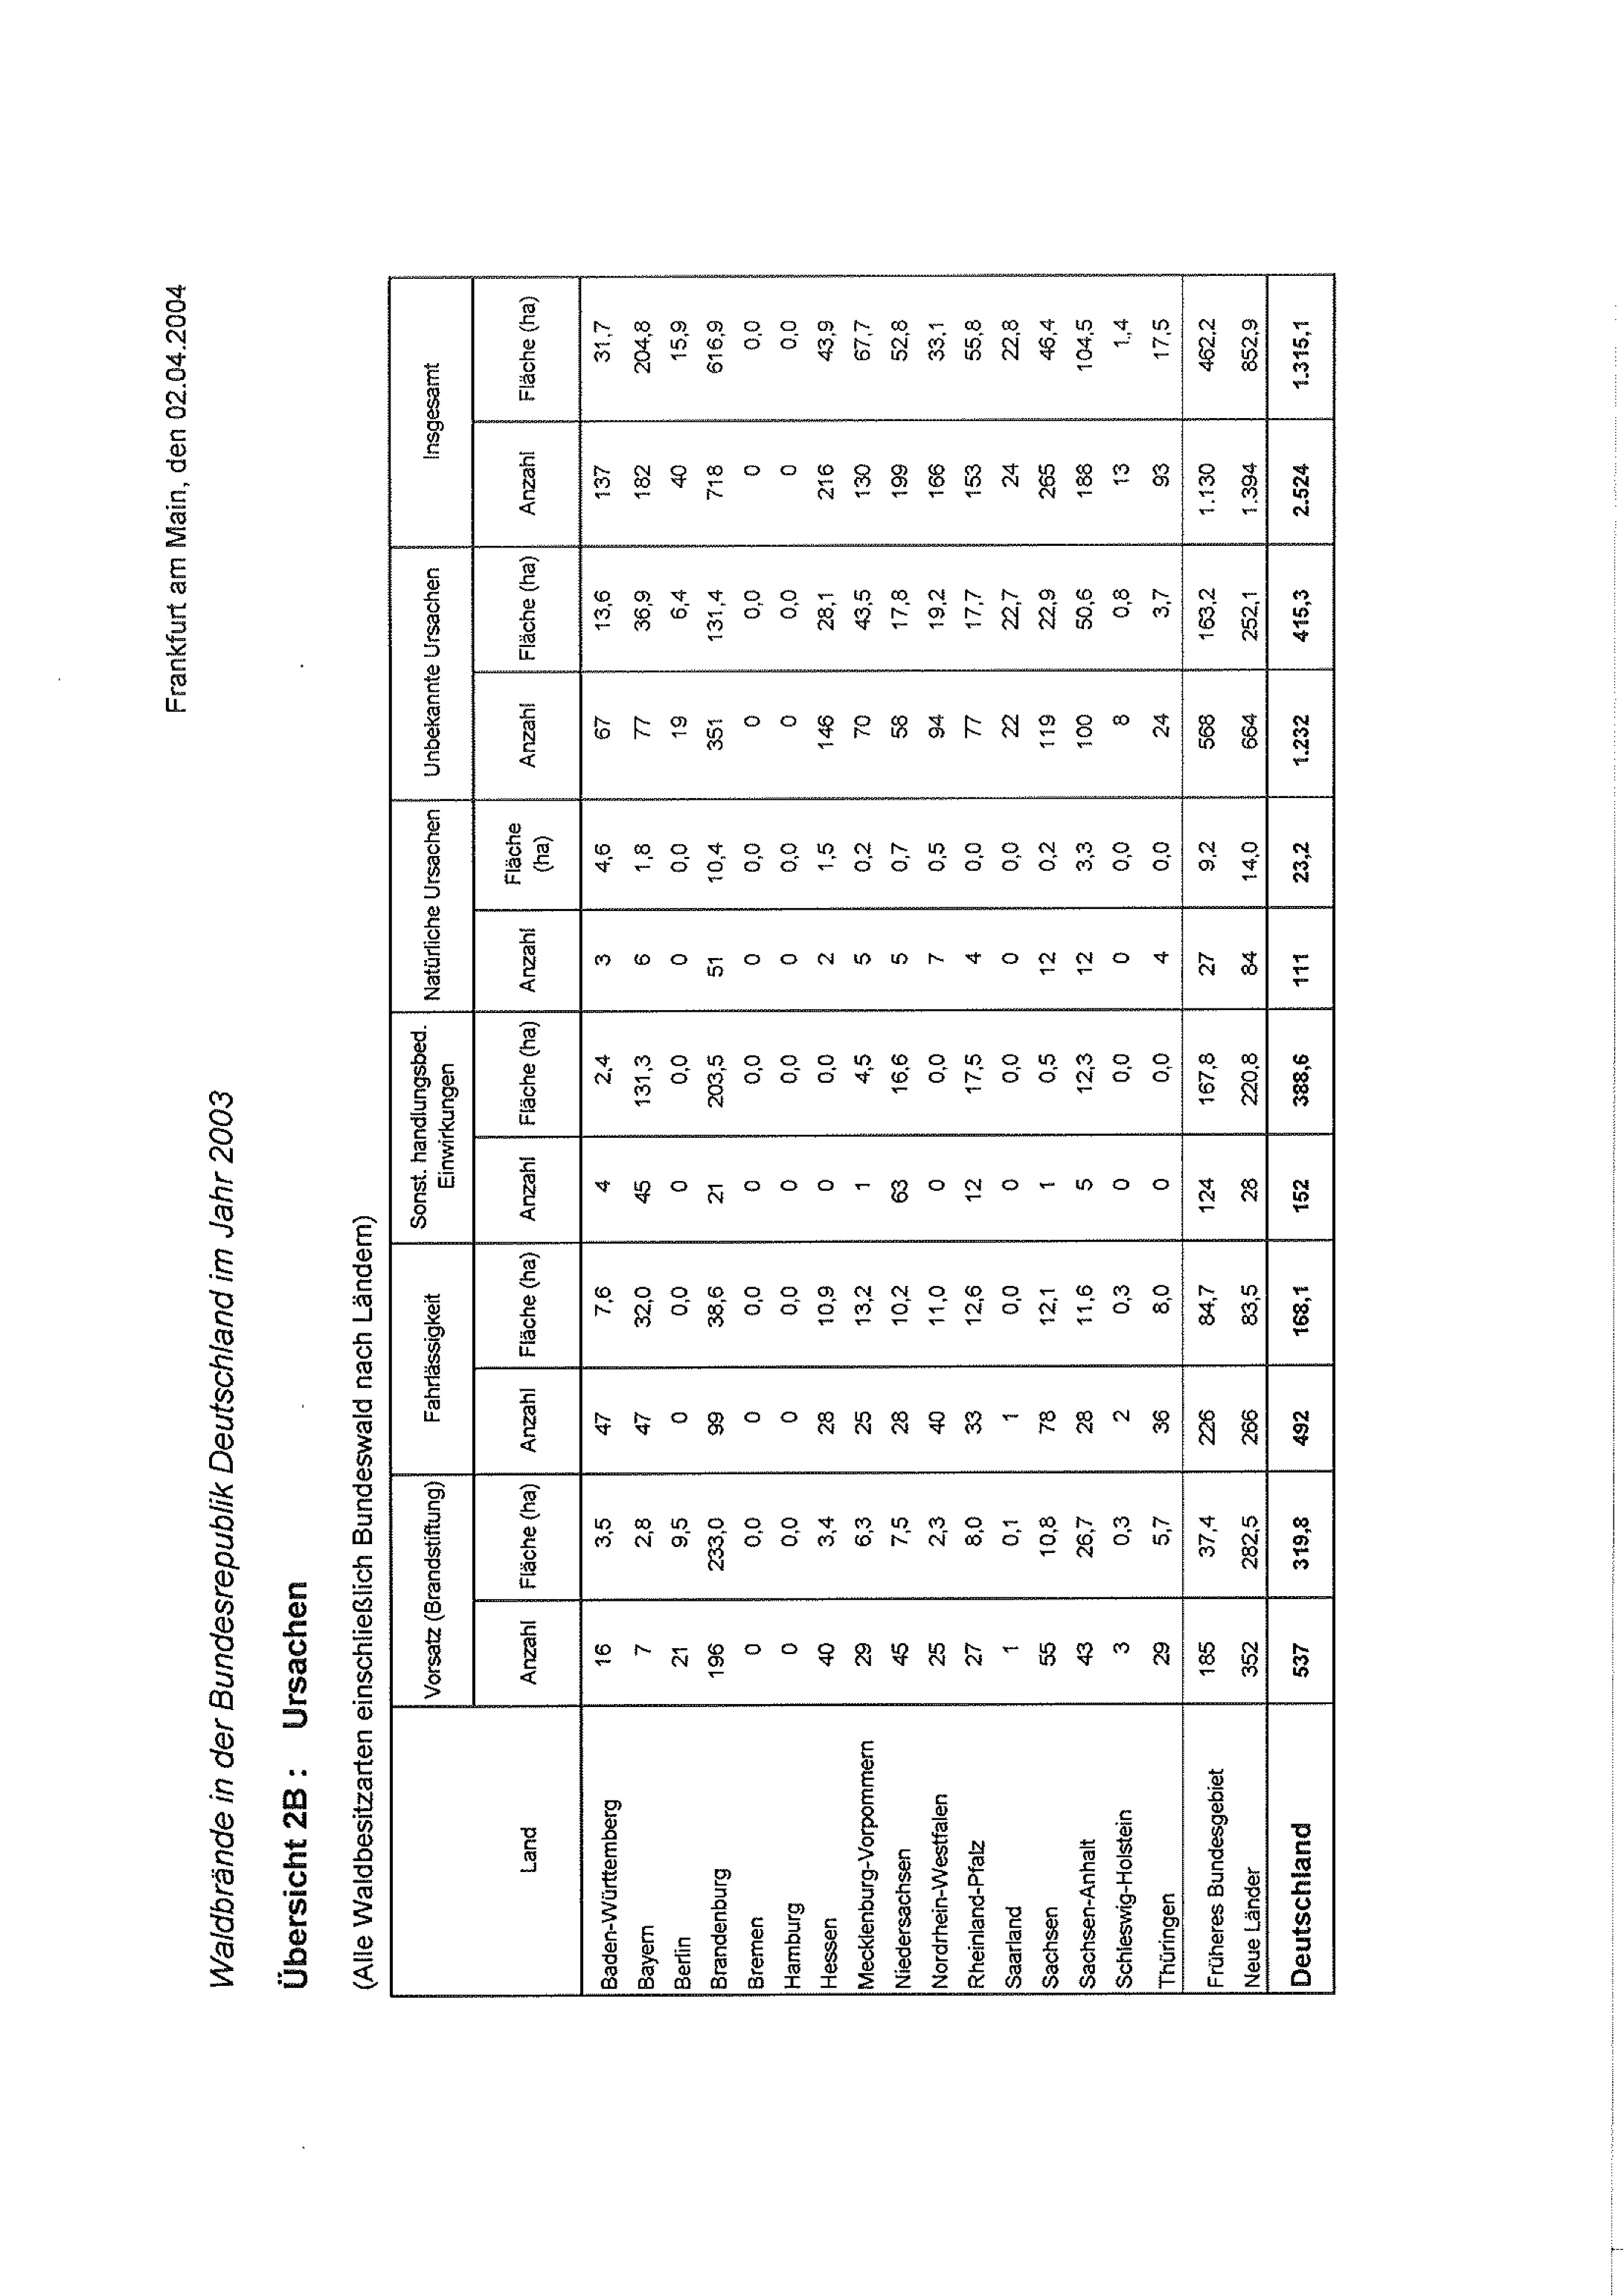 Frankfurt am Main, den 02.04.2004
Waldbrände in der Bundesrepublik Deutschland im Jahr 2003
Übersicht 2B : Ursachen
(Alle Waldbesitzarten einschließlich Bundeswald nach Ländern)
Land Vorsatz (Brandstiftung) Fahrlässigkeit Sonst. handlungsbed. Einwirkungen Natürliche Ursachen Unbekannte Ursachen Insgesamt
Anzahl Fläche (ha) Anzahl Fläche (ha) Anzahl Fläche (ha) Anzahl Fläche (ha) Anzahl Fläche (ha) Anzahl Fläche (ha)
Baden-Württemberg 16 3,5 47 7,6 4 2,4 3 4,6 67 13,6 137 31,7
Bayern 7 2,8 47 32,0 45 131,3 6 1,8 77 36,9 182 204,8
Berlin 21 9,5 0 0,0 0 0,0 0 0,0 19 6,4 40 15,9
Brandenburg 196 233,0 99 38,6 21 203,5 51 10,4 351 131,4 718 616,9
Bremen 0 0,0 0 0,0 0 0,0 0 0,0 0 0,0 0 0,0
Hamburg 0 0,0 0 0,0 0 0,0 0 0,0 0 0,0 0 0,0
Hessen 40 3,4 28 10,9 0 0,0 2 1,5 146 28,1 216 43,9
Mecklenburg-Vorpommern 29 6,3 25 13,2 1 4,5 5 0,2 70 43,5 130 67,7
Niedersachsen 45 7,5 28 10,2 63 16,6 5 0,7 58 17,8 199 52,8
Nordrhein-Westfalen 25 2,3 40 11,0 0 0,0 7 0,5 94 19,2 166 33,1
Rheinland-Pfalz 27 8,0 33 12,6 12 17,5 4 0,0 77 17,7 153 55,8
Saarland 1 0,1 1 0,0 0 0,0 0 0,0 22 22,7 24 22,8
Sachsen 55 10,8 78 12,1 1 0,5 12 0,2 119 22,9 265 46,4
Sachsen-Anhalt 43 26,7 28 11,6 5 12,3 12 3,3 100 50,6 188 104,5
Schleswig-Holstein 3 0,3 2 0,3 0 0,0 0 0,0 8 0,8 13 1,4
Thüringen 29 5,7 36 8,0 0 0,0 4 0,0 24 3,7 93 17,5
Früheres Bundesgebiet 185 37,4 226 84,7 124 167,8 27 9,2 568 163,2 1.130 462,2
Neue Länder 352 282,5 266 83,5 28 220,8 84 14,0 664 252,1 1.394 852,9
Deutschland 537 319,8 492 168,1 152 388,6 111 23,2 1.232 415,3 2.524 1.315,1